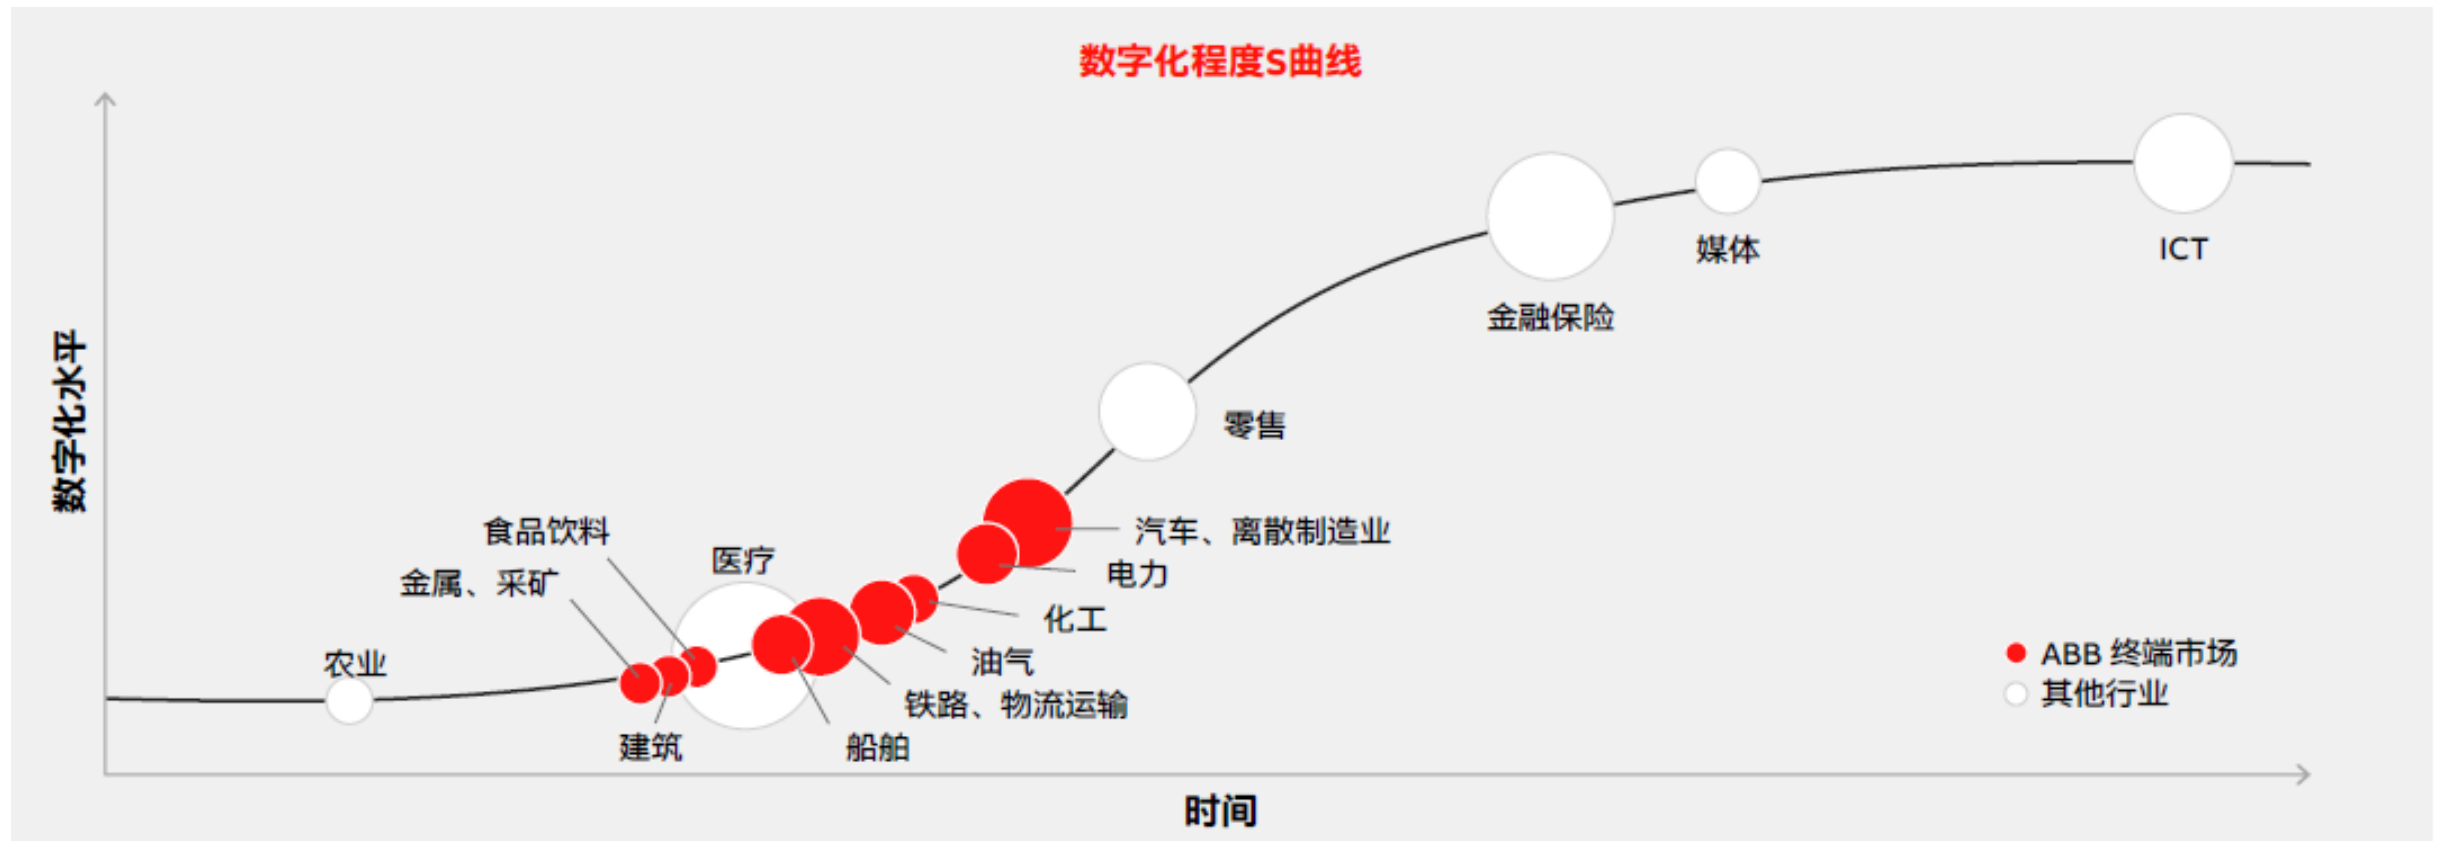 数字化程度S曲线
数字化水平
媒体
ICT
金融保险
零售
食品饮料
汽车、离散制造业
医疗
金属、采矿
电力
化工
农业
油气
铁路、物流运输
建筑
船舶
ABB 终端市场
其他行业
时间